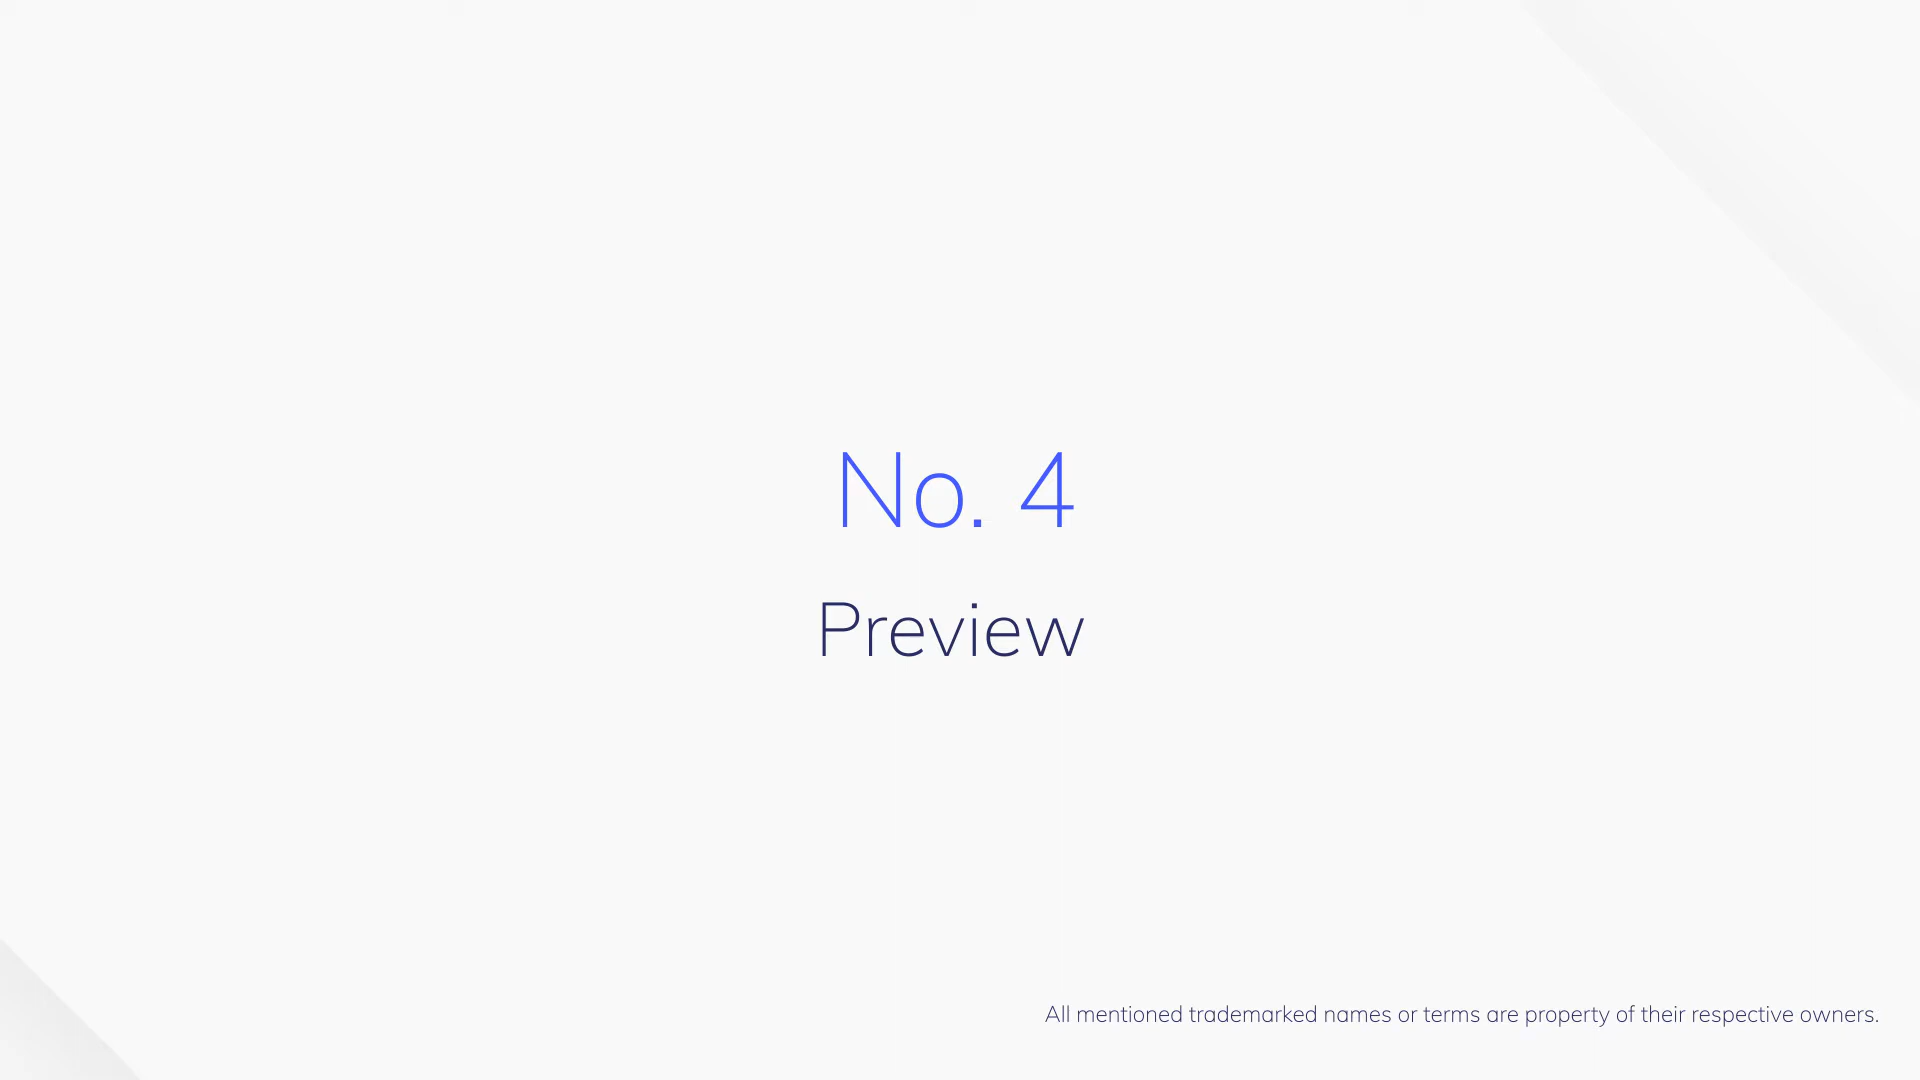 No. 4
Preview
All mentioned trademarked names or terms are property of their respective owners.